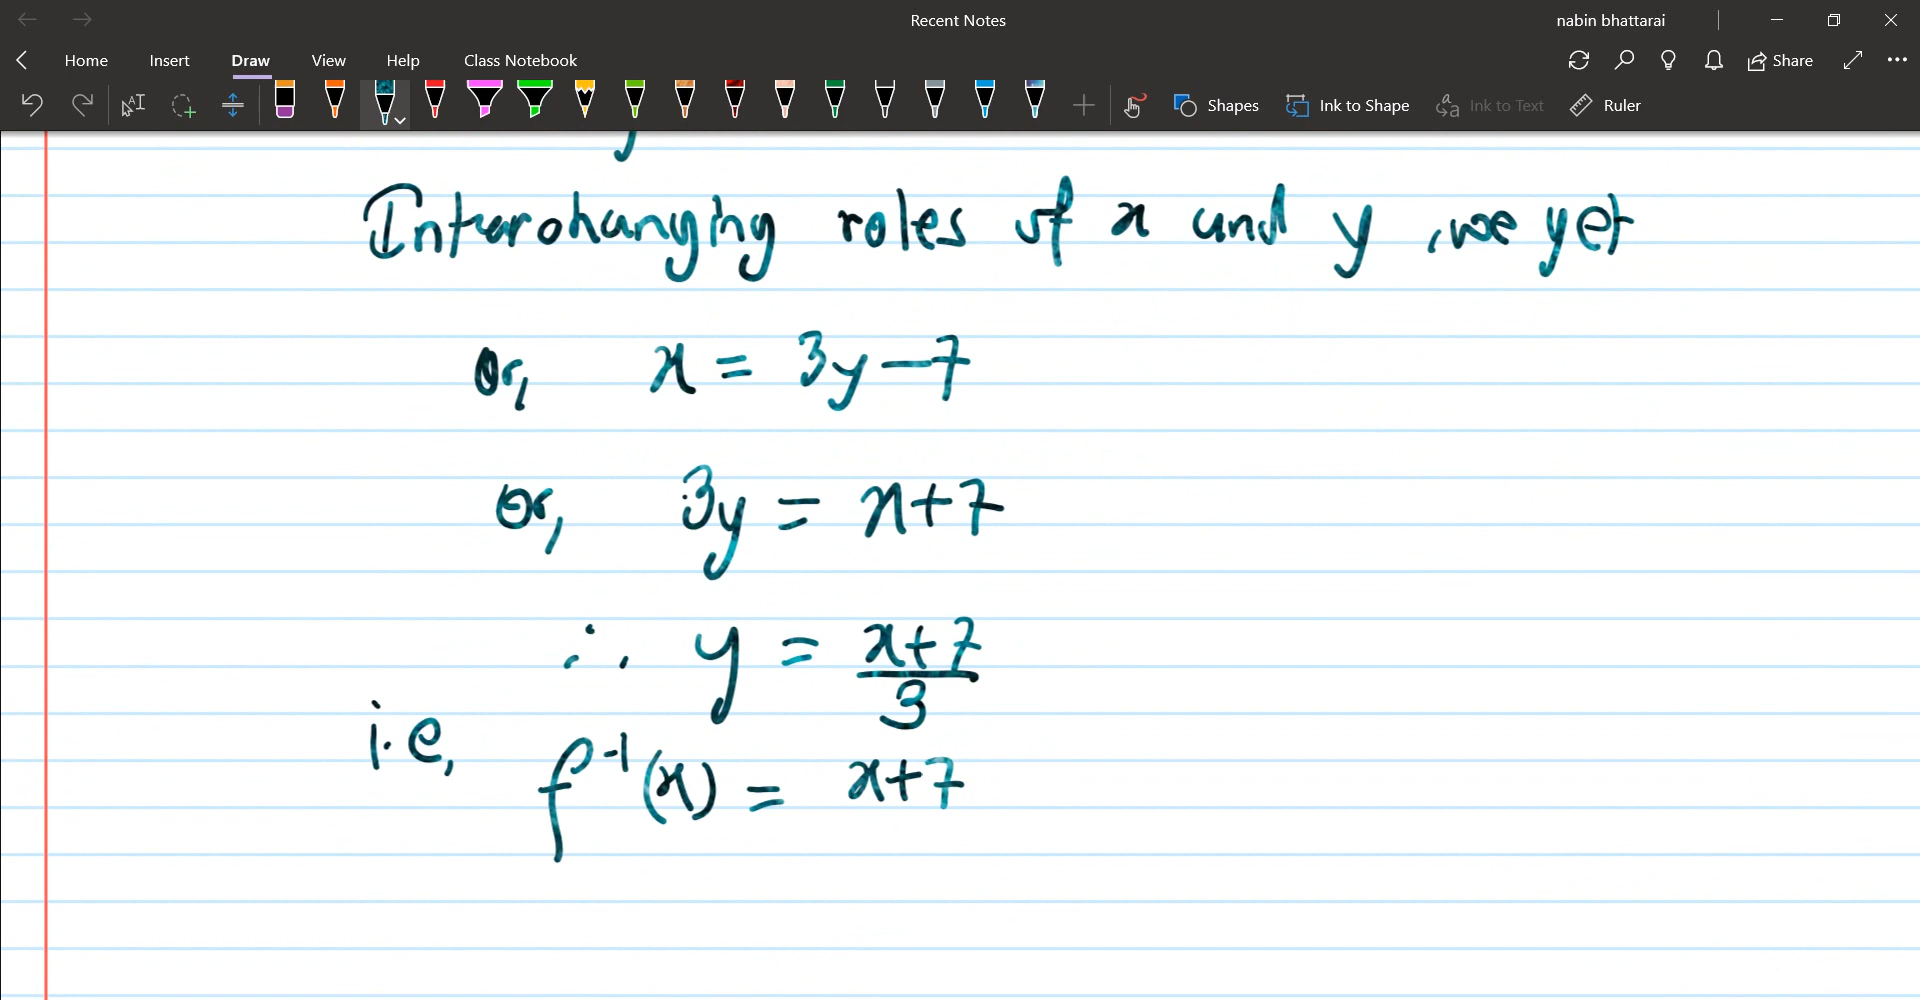 Recent Notes nabin bhattarai
Home Insert Draw View Help Class Notebook Share
Shapes Ink to Shape Ink to Text Ruler
Interchanging roles of x and y, we get
or, x = 3y-7
or, 3y = x+7
∴ y = x+7
3
i.e, f⁻¹(x) = x+7